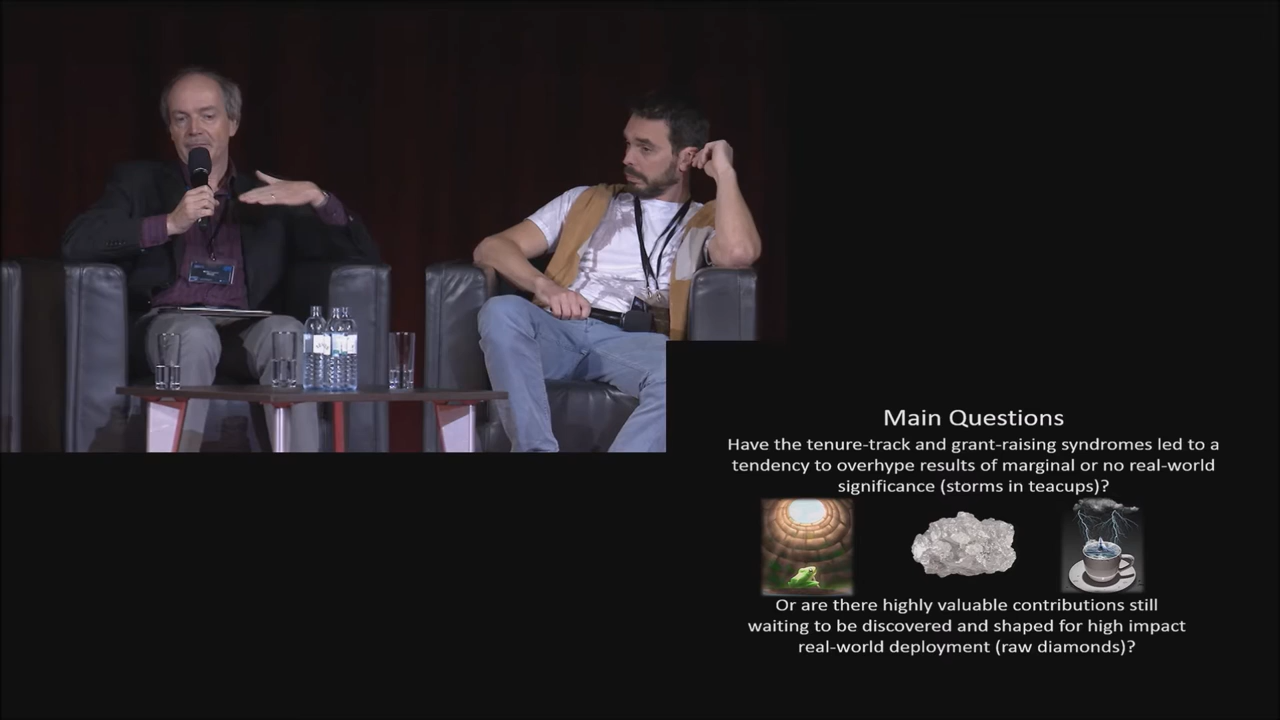 Main Questions
Have the tenure-track and grant-raising syndromes led to a
tendency to overhype results of marginal or no real-world
significance (storms in teacups)?
Or are there highly valuable contributions still
waiting to be discovered and shaped for high impact
real-world deployment (raw diamonds)?